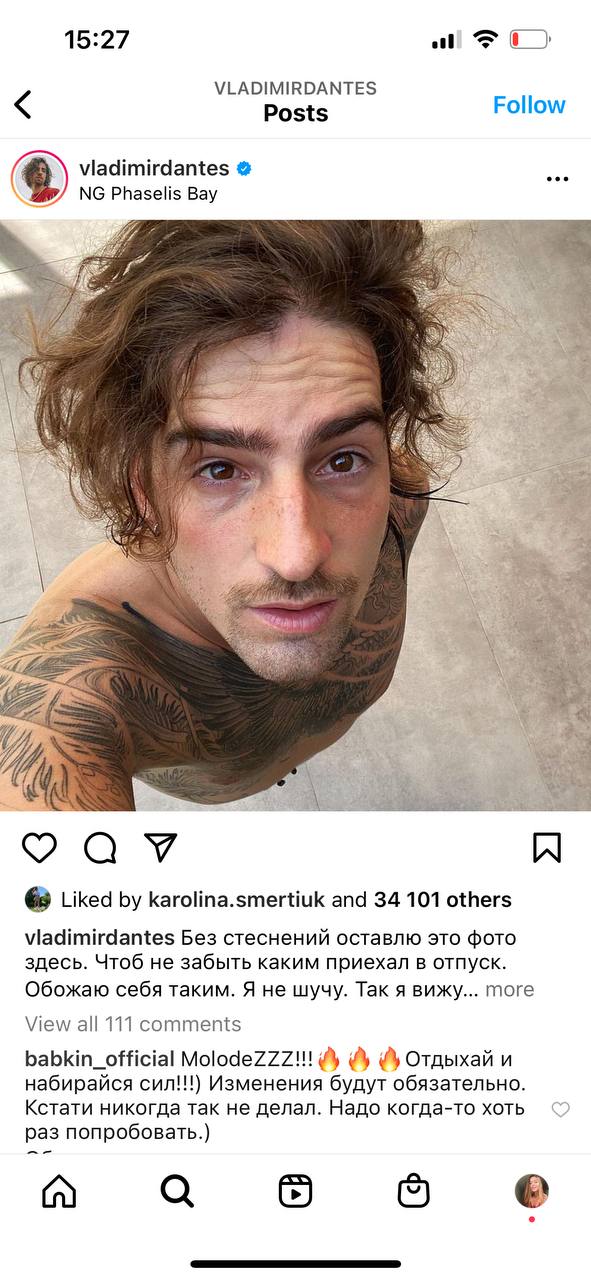 15:27
VLADIMIRDANTES
Posts
Follow
vladimirdantes
NG Phaselis Bay
Liked by karolina.smertiuk and 34 101 others
vladimirdantes Без стеснений оставлю это фото
здесь. Чтоб не забыть каким приехал в отпуск.
Обожаю себя таким. Я не шучу. Так я вижу... more
View all 111 comments
babkin_official MolodeZZZ!!!🔥🔥🔥Отдыхай и
набирайся сил!!!) Изменения будут обязательно.
Кстати никогда так не делал. Надо когда-то хоть
раз попробовать.)